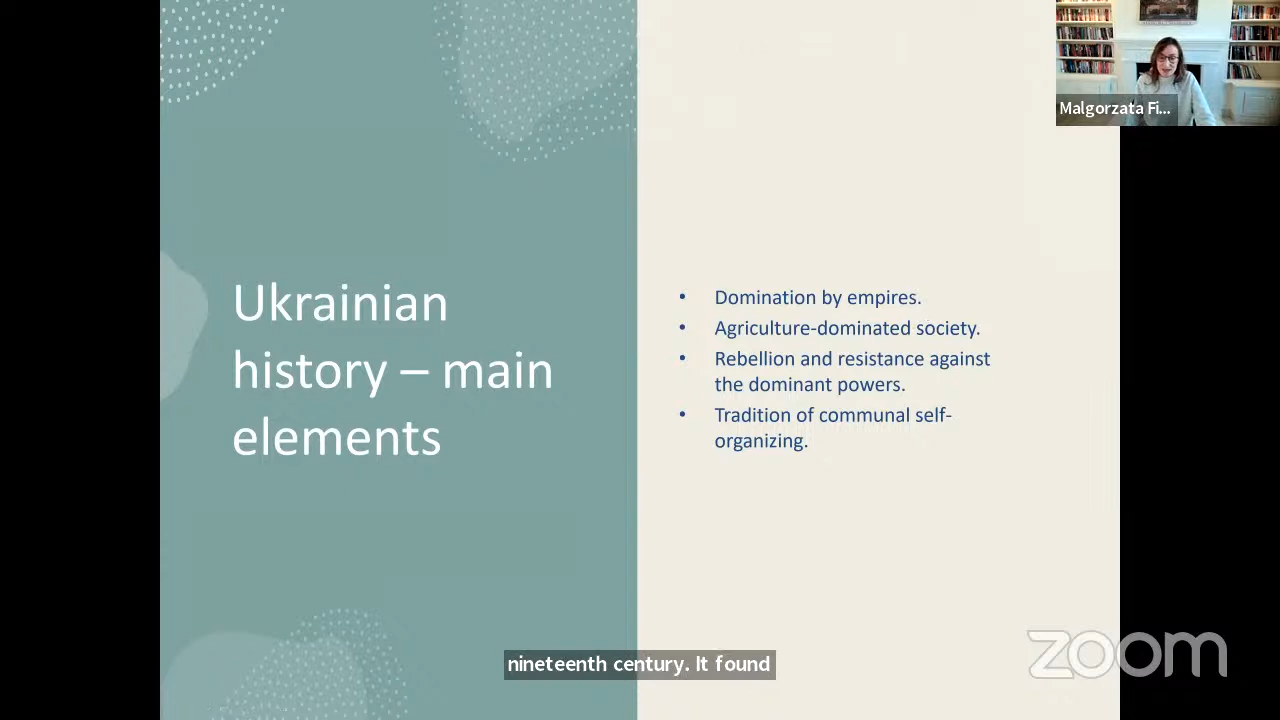 Malgorzata Fi...
Ukrainian
history – main
elements
• Domination by empires.
• Agriculture-dominated society.
• Rebellion and resistance against
the dominant powers.
• Tradition of communal self-
organizing.
nineteenth century. It found
zoom